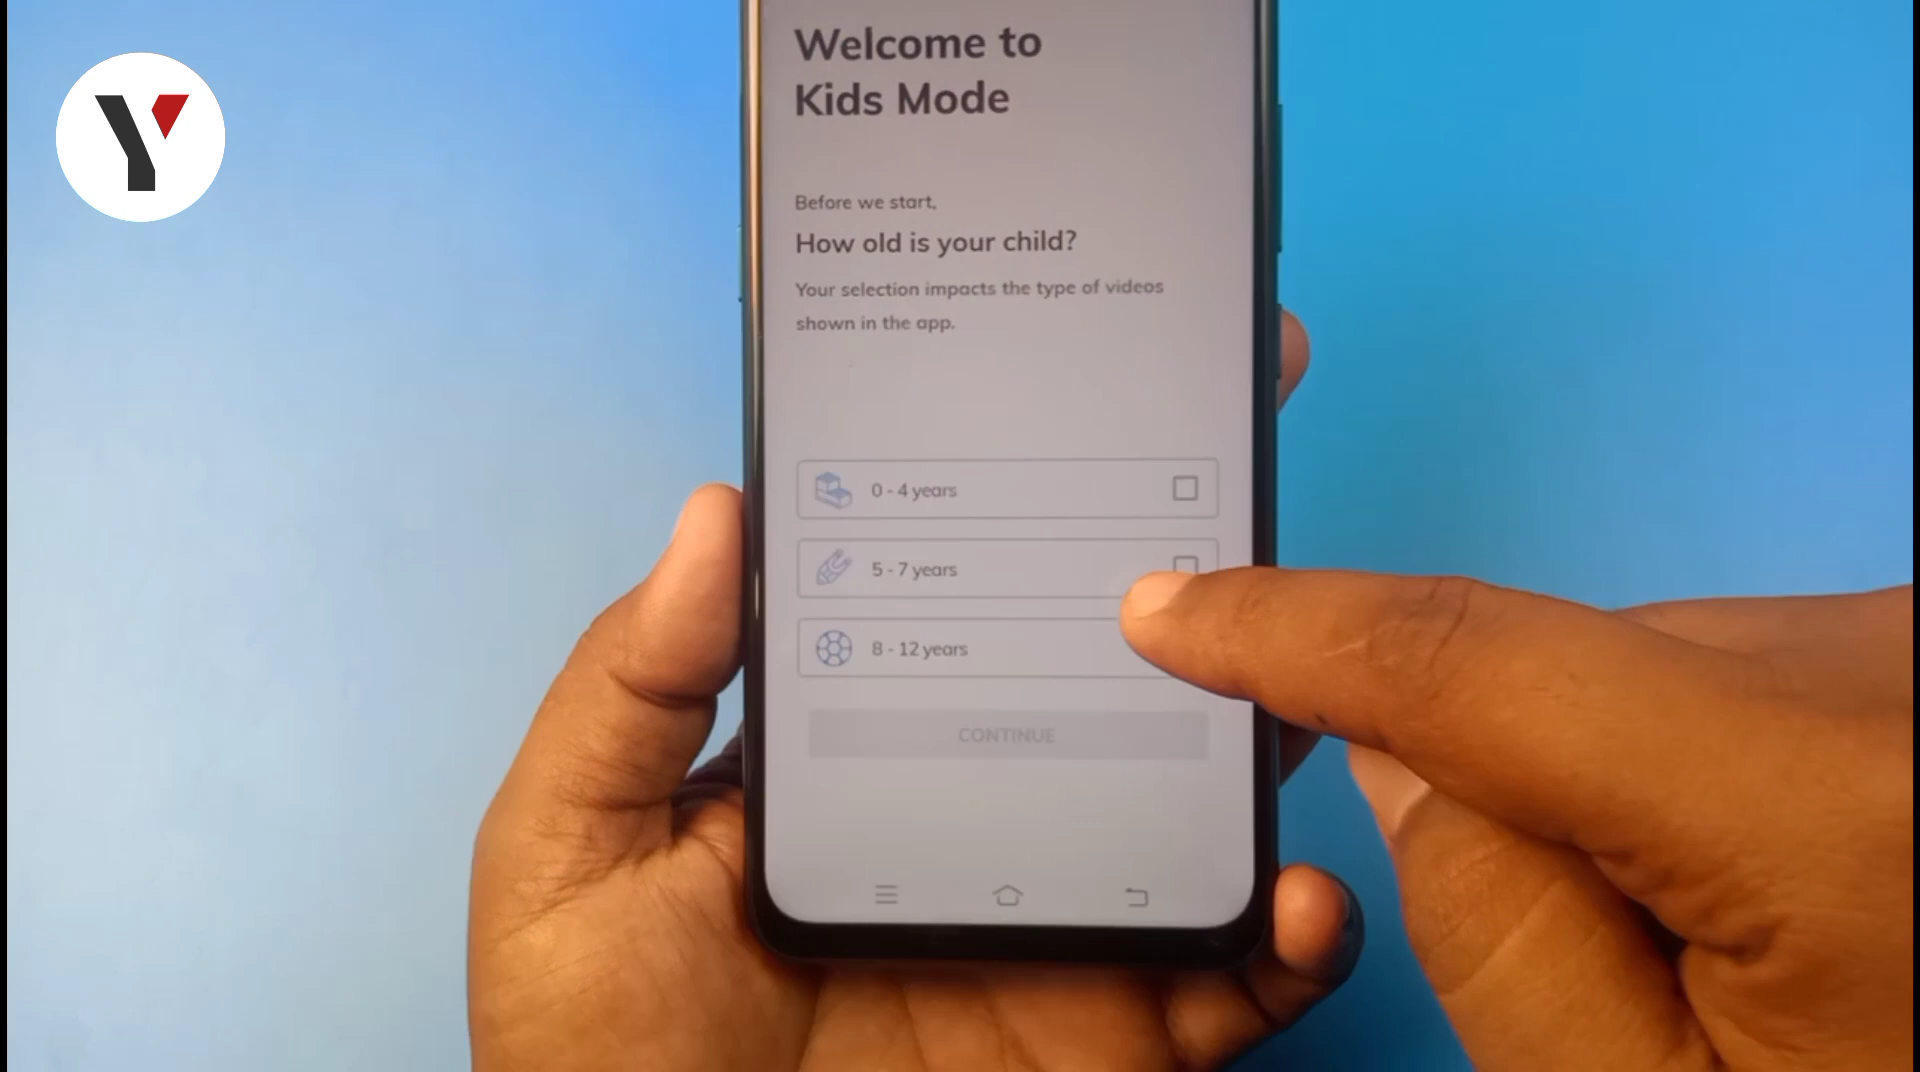 Welcome to
Kids Mode
Before we start,
How old is your child?
Your selection impacts the type of videos
shown in the app.
0 - 4 years
5 - 7 years
8 - 12 years
CONTINUE